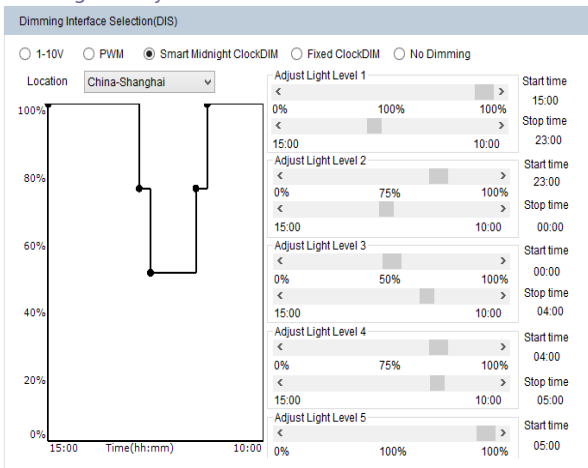 Dimming Interface Selection(DIS)
1-10V PWM Smart Midnight ClockDIM Fixed ClockDIM No Dimming
Location China-Shanghai
100%
80%
60%
40%
20%
0%
15:00 Time(hh:mm) 10:00
Adjust Light Level 1
0% 100% 100%
15:00 10:00
Start time
15:00
Stop time
23:00
Adjust Light Level 2
0% 75% 100%
15:00 10:00
Start time
23:00
Stop time
00:00
Adjust Light Level 3
0% 50% 100%
15:00 10:00
Start time
00:00
Stop time
04:00
Adjust Light Level 4
0% 75% 100%
15:00 10:00
Start time
04:00
Stop time
05:00
Adjust Light Level 5
0% 100% 100%
Start time
05:00